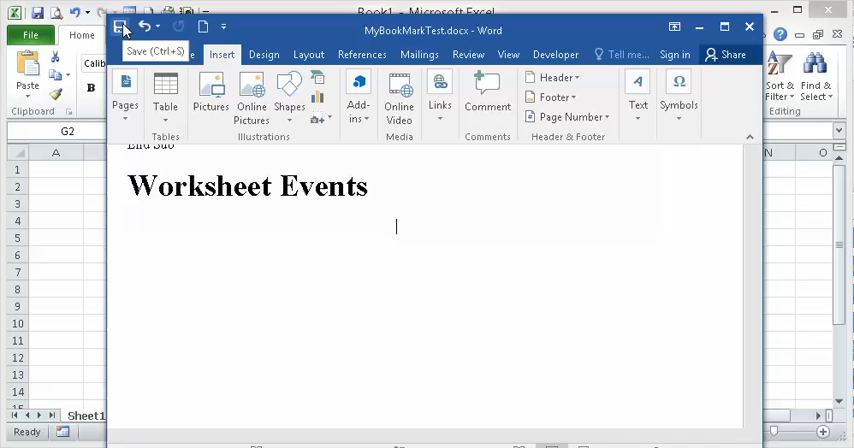 Book1 - Microsoft Excel
MyBookMarkTest.docx - Word
File
Home
Save (Ctrl+S)
Insert
Design
Layout
References
Mailings
Review
View
Developer
Tell me...
Sign in
Share
Paste
Clipboard
Calib
B
Pages
Table
Tables
Pictures
Online
Pictures
Shapes
Illustrations
Add-
ins
Online
Video
Media
Links
Comment
Comments
Header
Footer
Page Number
Header & Footer
Text
Symbols
Sort &
Filter
Find &
Select
Editing
G2
A
N
O
End Sub
Worksheet Events
1
2
3
4
5
6
7
8
9
10
11
12
13
14
15
Sheet1
Ready